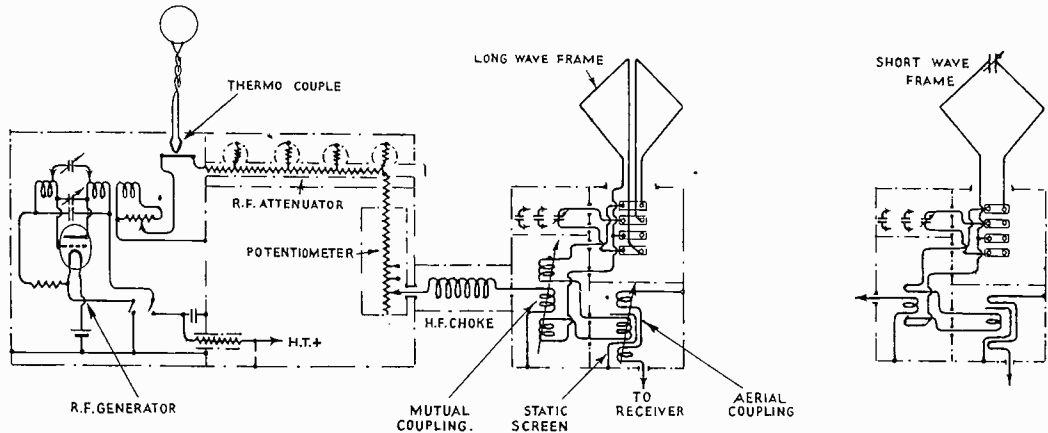 THERMO COUPLE
R.F. ATTENUATOR
POTENTIOMETER
H.F. CHOKE
H.T.+
R.F. GENERATOR
LONG WAVE FRAME
MUTUAL
COUPLING.
STATIC
SCREEN
TO
RECEIVER
AERIAL
COUPLING
SHORT WAVE
FRAME